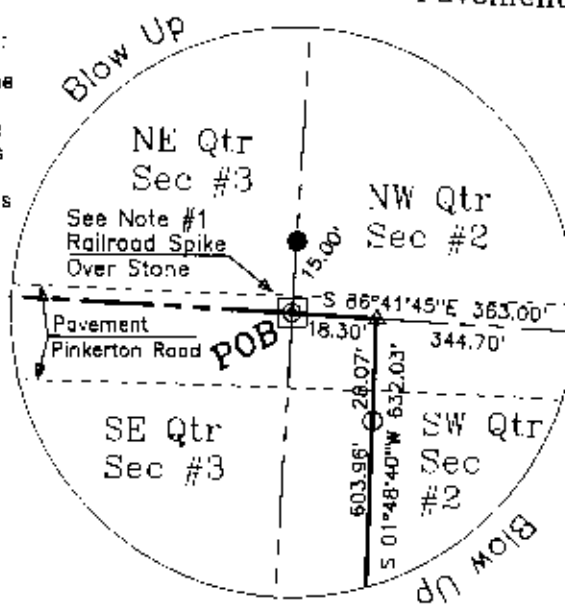 Blow Up
NE Qtr
Sec #3
NW Qtr
Sec #2
See Note #1
Railroad Spike
Over Stone
15.00'
S 86°41'45"E 363.00'
18.30'
344.70'
POB
Pavement
Pinkerton Road
28.07'
603.96'
S 01°48'40"W 632.03'
SE Qtr
Sec #3
SW Qtr
Sec
#2
Blow Up